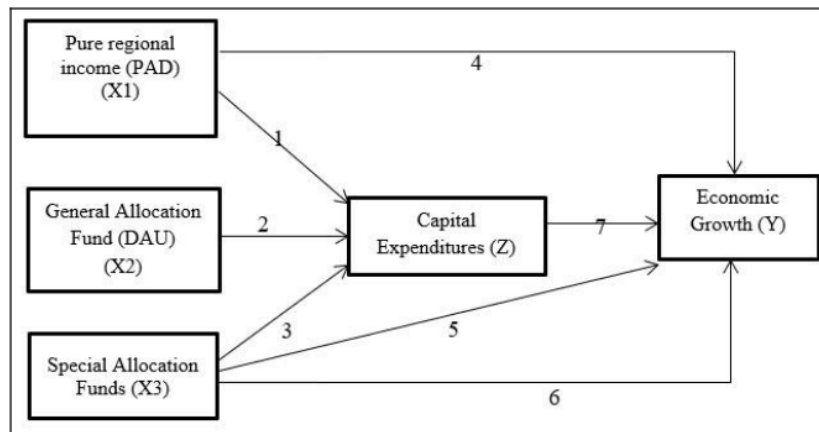 Pure regional
income (PAD)
(X1)
4
1
General Allocation
Fund (DAU)
(X2)
2
Capital
Expenditures (Z)
7
Economic
Growth (Y)
3
5
Special Allocation
Funds (X3)
6